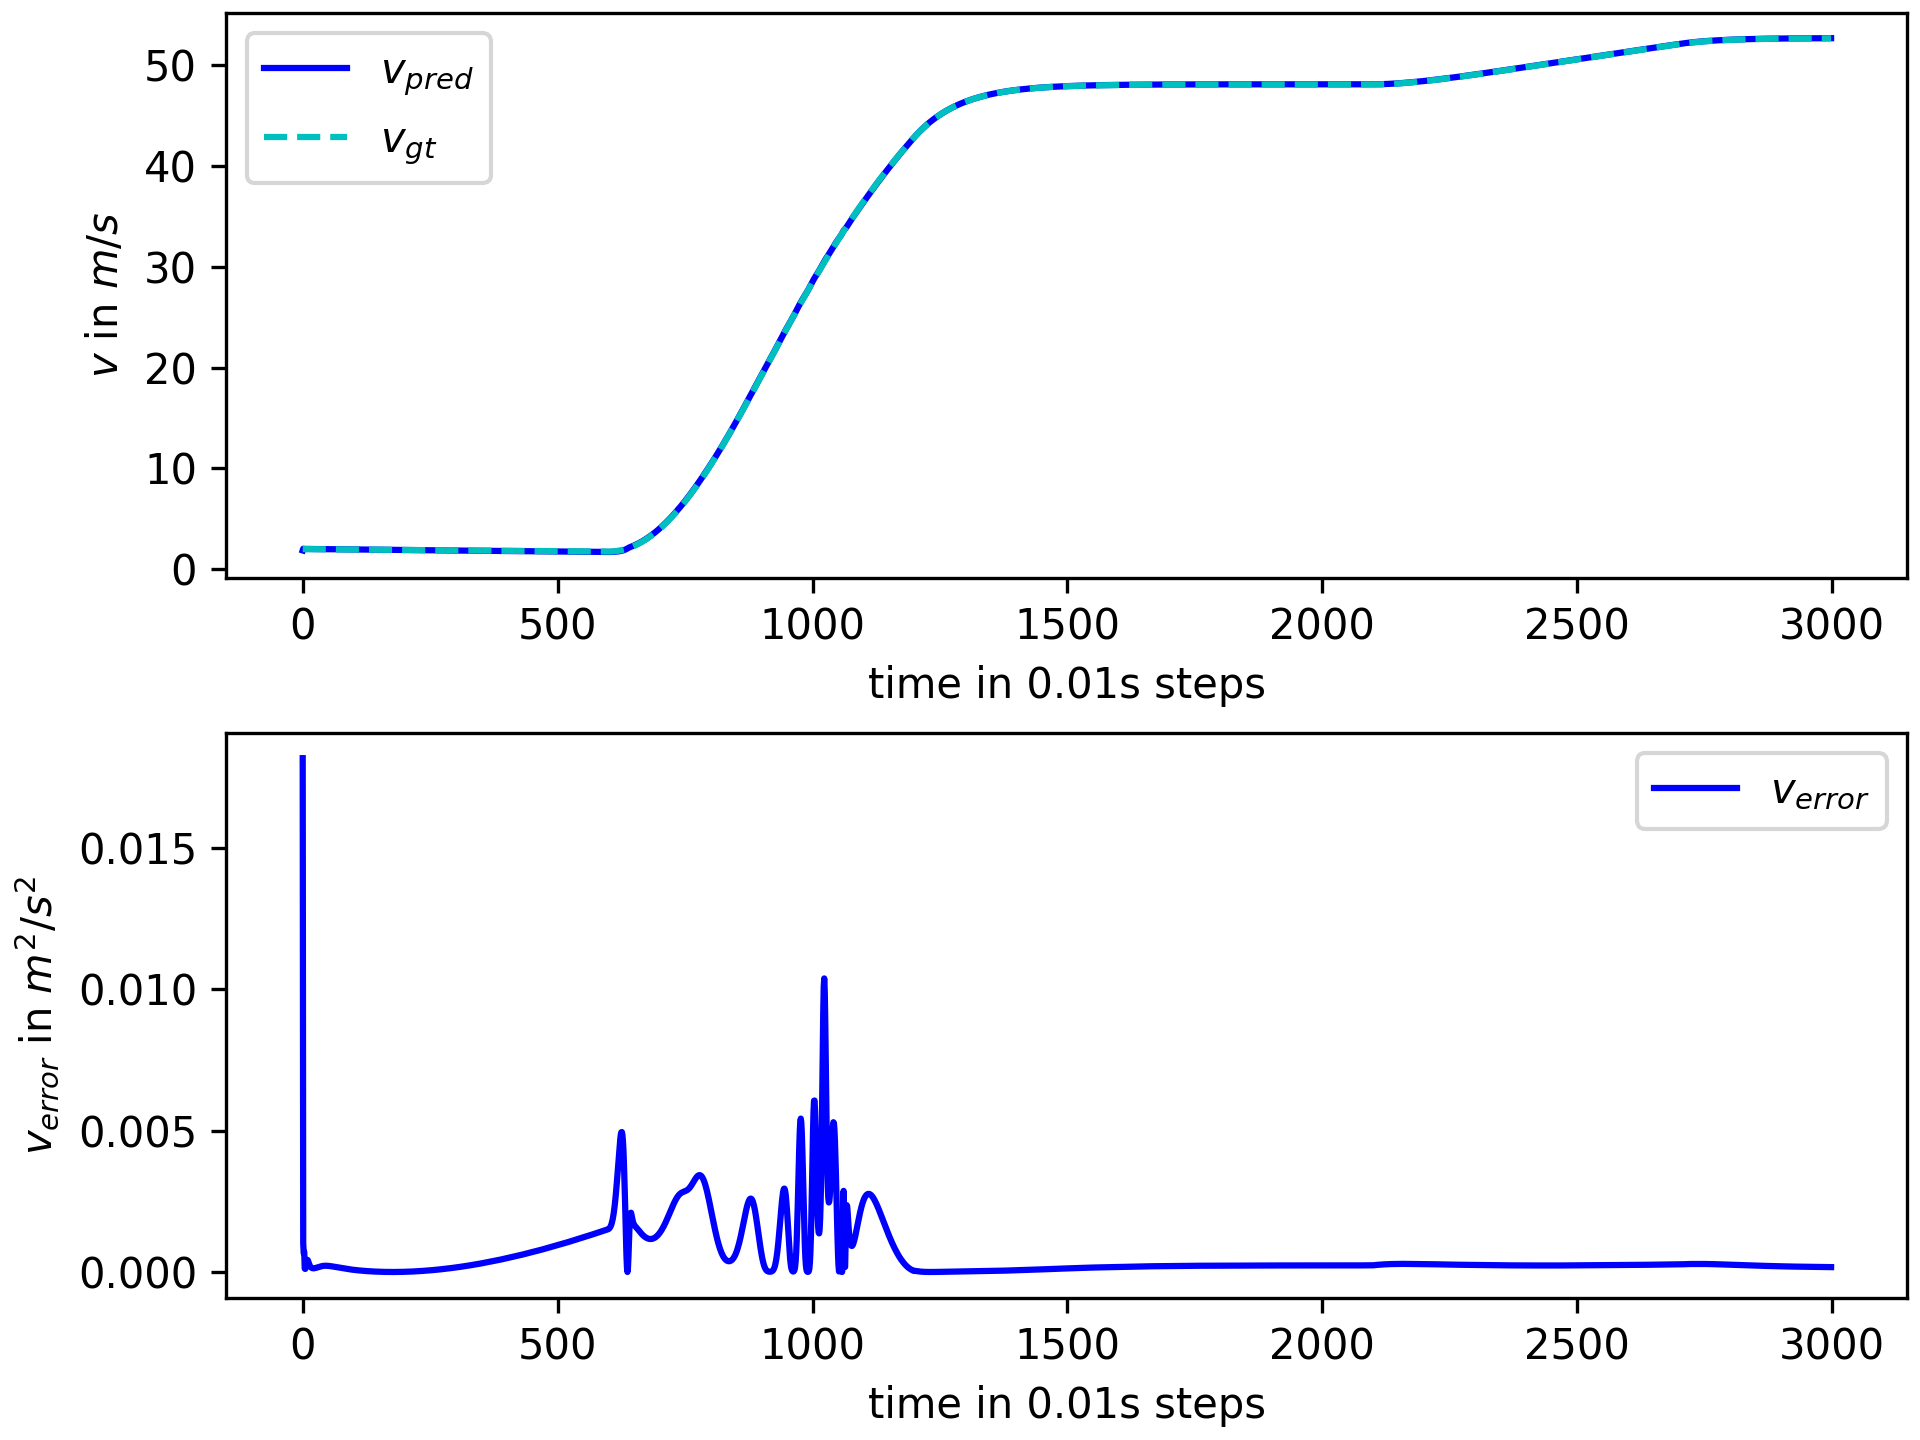 v_pred
v_gt
50
40
30
20
10
0
v in m/s
0 500 1000 1500 2000 2500 3000
time in 0.01s steps
v_error
0.015
0.010
0.005
0.000
v_error in m²/s²
0 500 1000 1500 2000 2500 3000
time in 0.01s steps